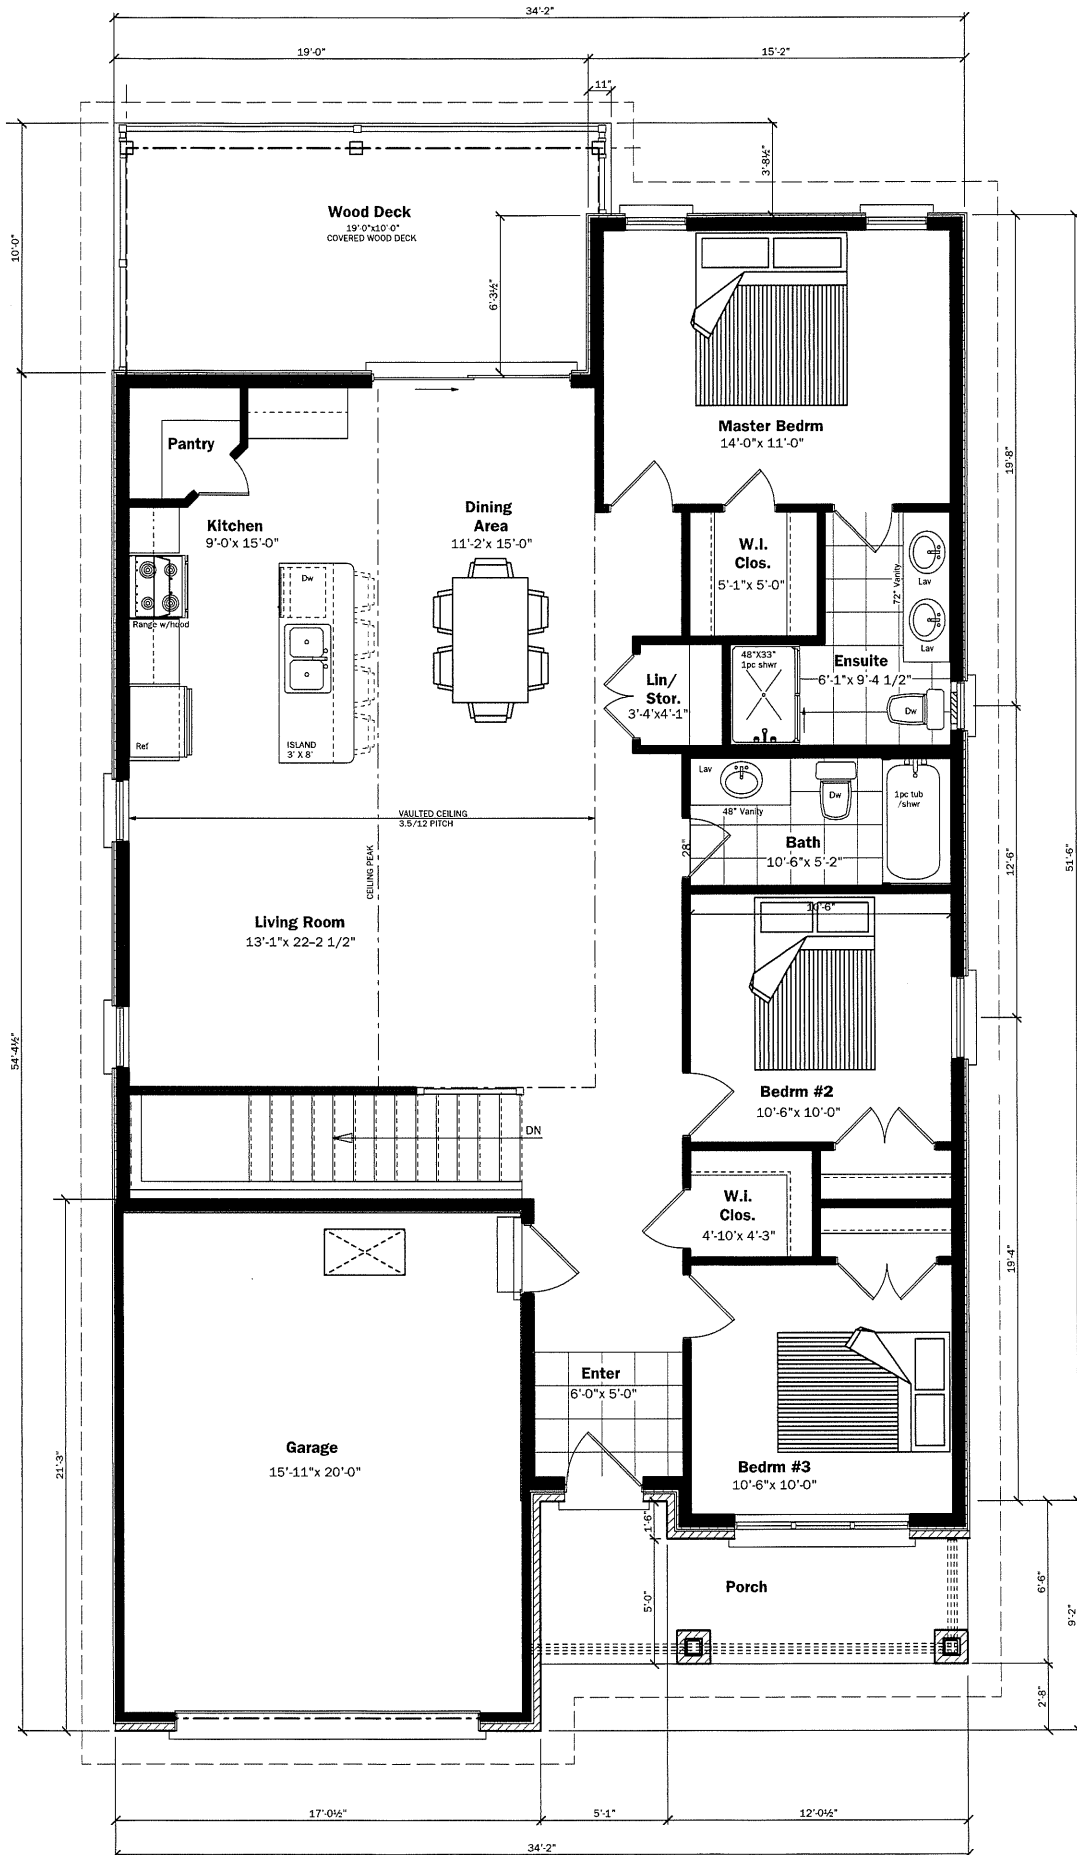 34'-2"
19'-0"
15'-2"
11"
3'-8½"
10'-0"
Wood Deck
19'-0"x10'-0"
COVERED WOOD DECK
6'-3½"
Master Bedrm
14'-0"x 11'-0"
19'-8"
Pantry
Kitchen
9'-0'x 15'-0"
Dining
Area
11'-2'x 15'-0"
W.I.
Clos.
5'-1"x 5'-0"
72" Vanity
Lav
Lav
Dw
Range w/hood
48"X33"
1pc shwr
Ensuite
6'-1"x 9'-4 1/2"
Dw
Lin/
Stor.
3'-4'x4'-1"
Ref
ISLAND
3' X 8'
Lav
48" Vanity
Dw
1pc tub
/shwr
VAULTED CEILING
3.5/12 PITCH
28"
Bath
10'-6"x 5'-2"
12'-6"
51'-6"
CEILING PEAK
10'-6"
Living Room
13'-1"x 22-2 1/2"
54'-4½"
Bedrm #2
10'-6"x 10'-0"
DN
W.i.
Clos.
4'-10'x 4'-3"
19'-4"
Enter
6'-0"x 5'-0"
Garage
15'-11"x 20'-0"
21'-3"
Bedrm #3
10'-6"x 10'-0"
1'-6"
5'-0"
Porch
6'-6"
9'-2"
2'-8"
17'-0½"
5'-1"
12'-0½"
34'-2"